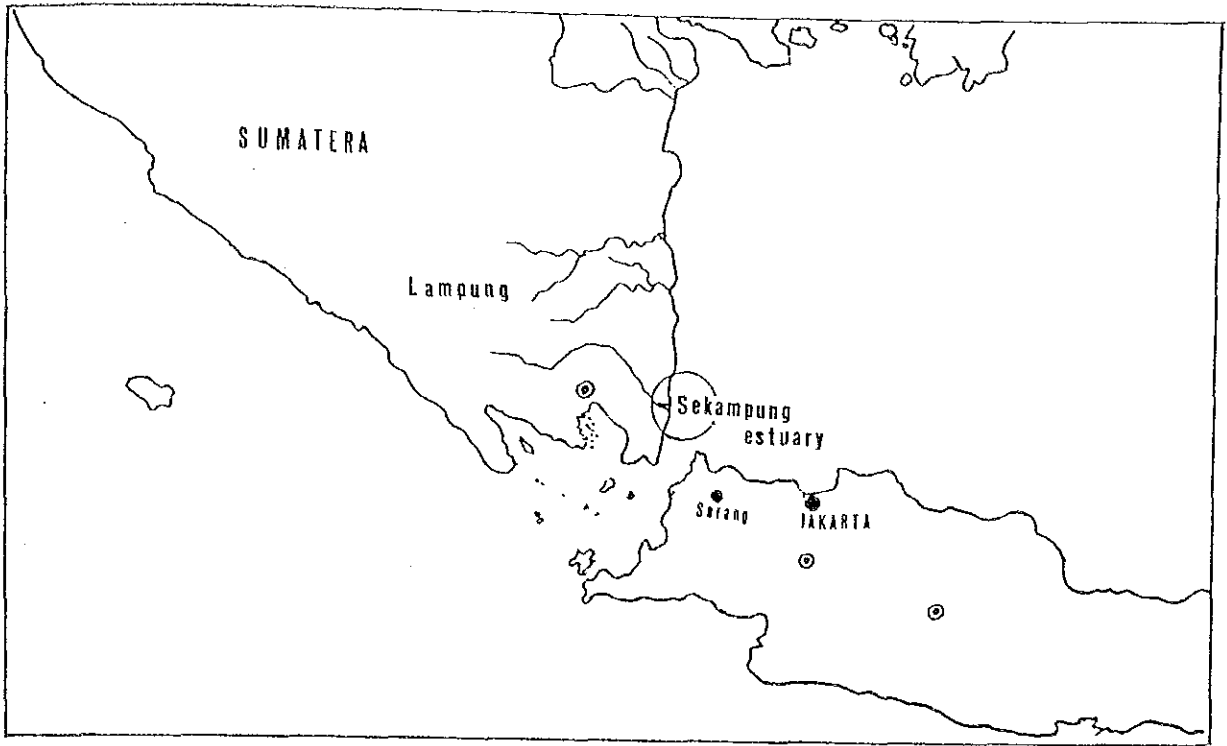 SUMATERA
Lampung
Sekampung
estuary
Serang
JAKARTA